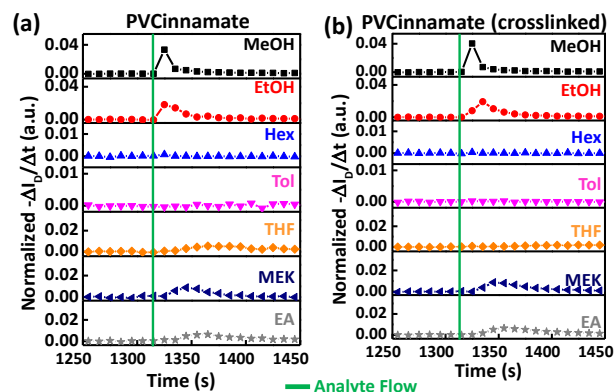 (a) PVCinnamate
MeOH
0.04
0.00
EtOH
0.04
0.00
Hex
0.01
0.00
Tol
0.01
0.00
THF
0.02
0.00
MEK
0.02
0.00
EA
0.02
0.00
1250 1300 1350 1400 1450
Time (s)
Normalized -ΔI_D/Δt (a.u.)
(b) PVCinnamate (crosslinked)
MeOH
0.04
0.00
EtOH
0.04
0.00
Hex
0.01
0.00
Tol
0.01
0.00
THF
0.02
0.00
MEK
0.02
0.00
EA
0.02
0.00
1250 1300 1350 1400 1450
Time (s)
Normalized -ΔI_D/Δt (a.u.)
Analyte Flow